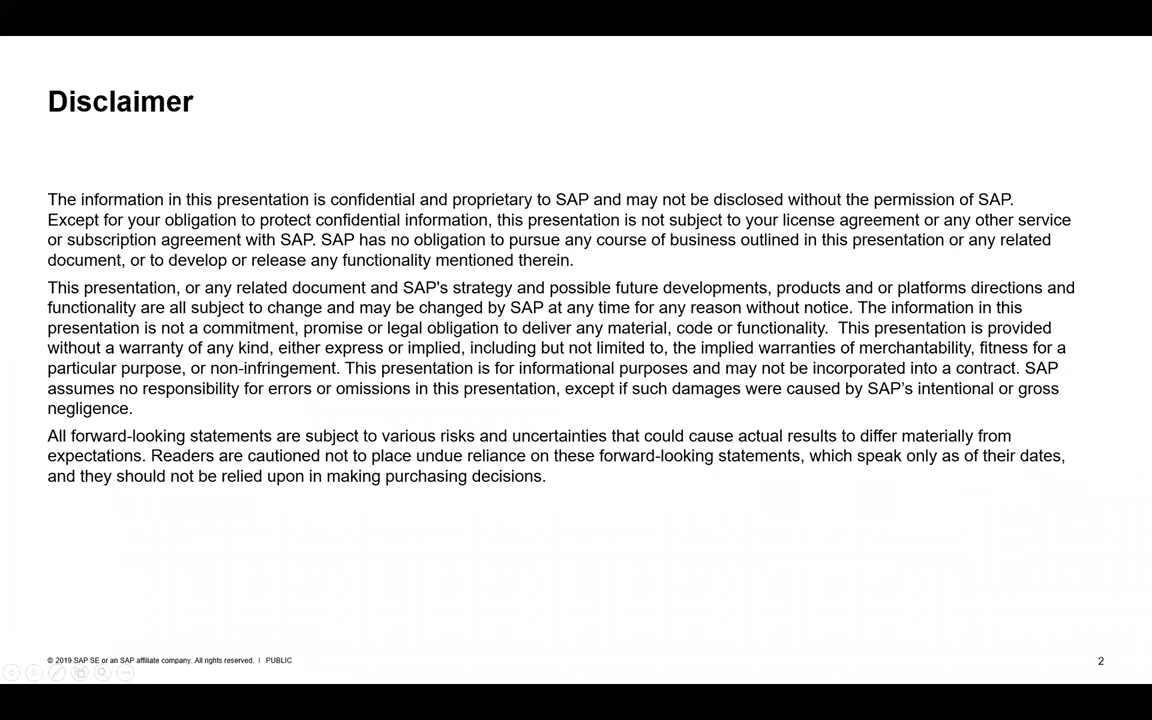 Disclaimer
The information in this presentation is confidential and proprietary to SAP and may not be disclosed without the permission of SAP.
Except for your obligation to protect confidential information, this presentation is not subject to your license agreement or any other service
or subscription agreement with SAP. SAP has no obligation to pursue any course of business outlined in this presentation or any related
document, or to develop or release any functionality mentioned therein.
This presentation, or any related document and SAP's strategy and possible future developments, products and or platforms directions and
functionality are all subject to change and may be changed by SAP at any time for any reason without notice. The information in this
presentation is not a commitment, promise or legal obligation to deliver any material, code or functionality.  This presentation is provided
without a warranty of any kind, either express or implied, including but not limited to, the implied warranties of merchantability, fitness for a
particular purpose, or non-infringement. This presentation is for informational purposes and may not be incorporated into a contract. SAP
assumes no responsibility for errors or omissions in this presentation, except if such damages were caused by SAP’s intentional or gross
negligence.
All forward-looking statements are subject to various risks and uncertainties that could cause actual results to differ materially from
expectations. Readers are cautioned not to place undue reliance on these forward-looking statements, which speak only as of their dates,
and they should not be relied upon in making purchasing decisions.
© 2019 SAP SE or an SAP affiliate company. All rights reserved. | PUBLIC
2